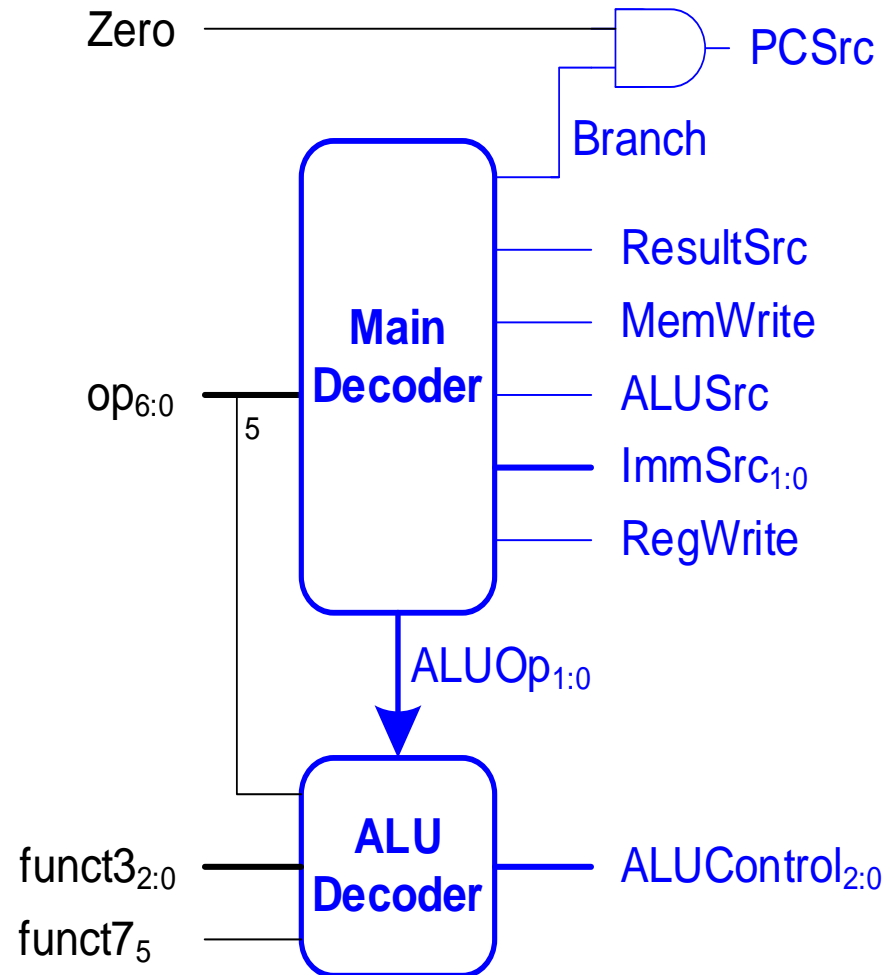 Zero
PCSrc
Branch
ResultSrc
MemWrite
Main
Decoder
ALUSrc
op6:0
5
ImmSrc1:0
RegWrite
ALUOp1:0
ALU
Decoder
funct32:0
ALUControl2:0
funct75